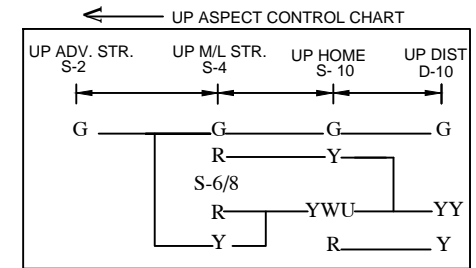 UP ASPECT CONTROL CHART
UP ADV. STR. UP M/L STR. UP HOME UP DIST
S-2 S-4 S- 10 D-10
G G G G
R Y
S-6/8
R YWU YY
Y R Y